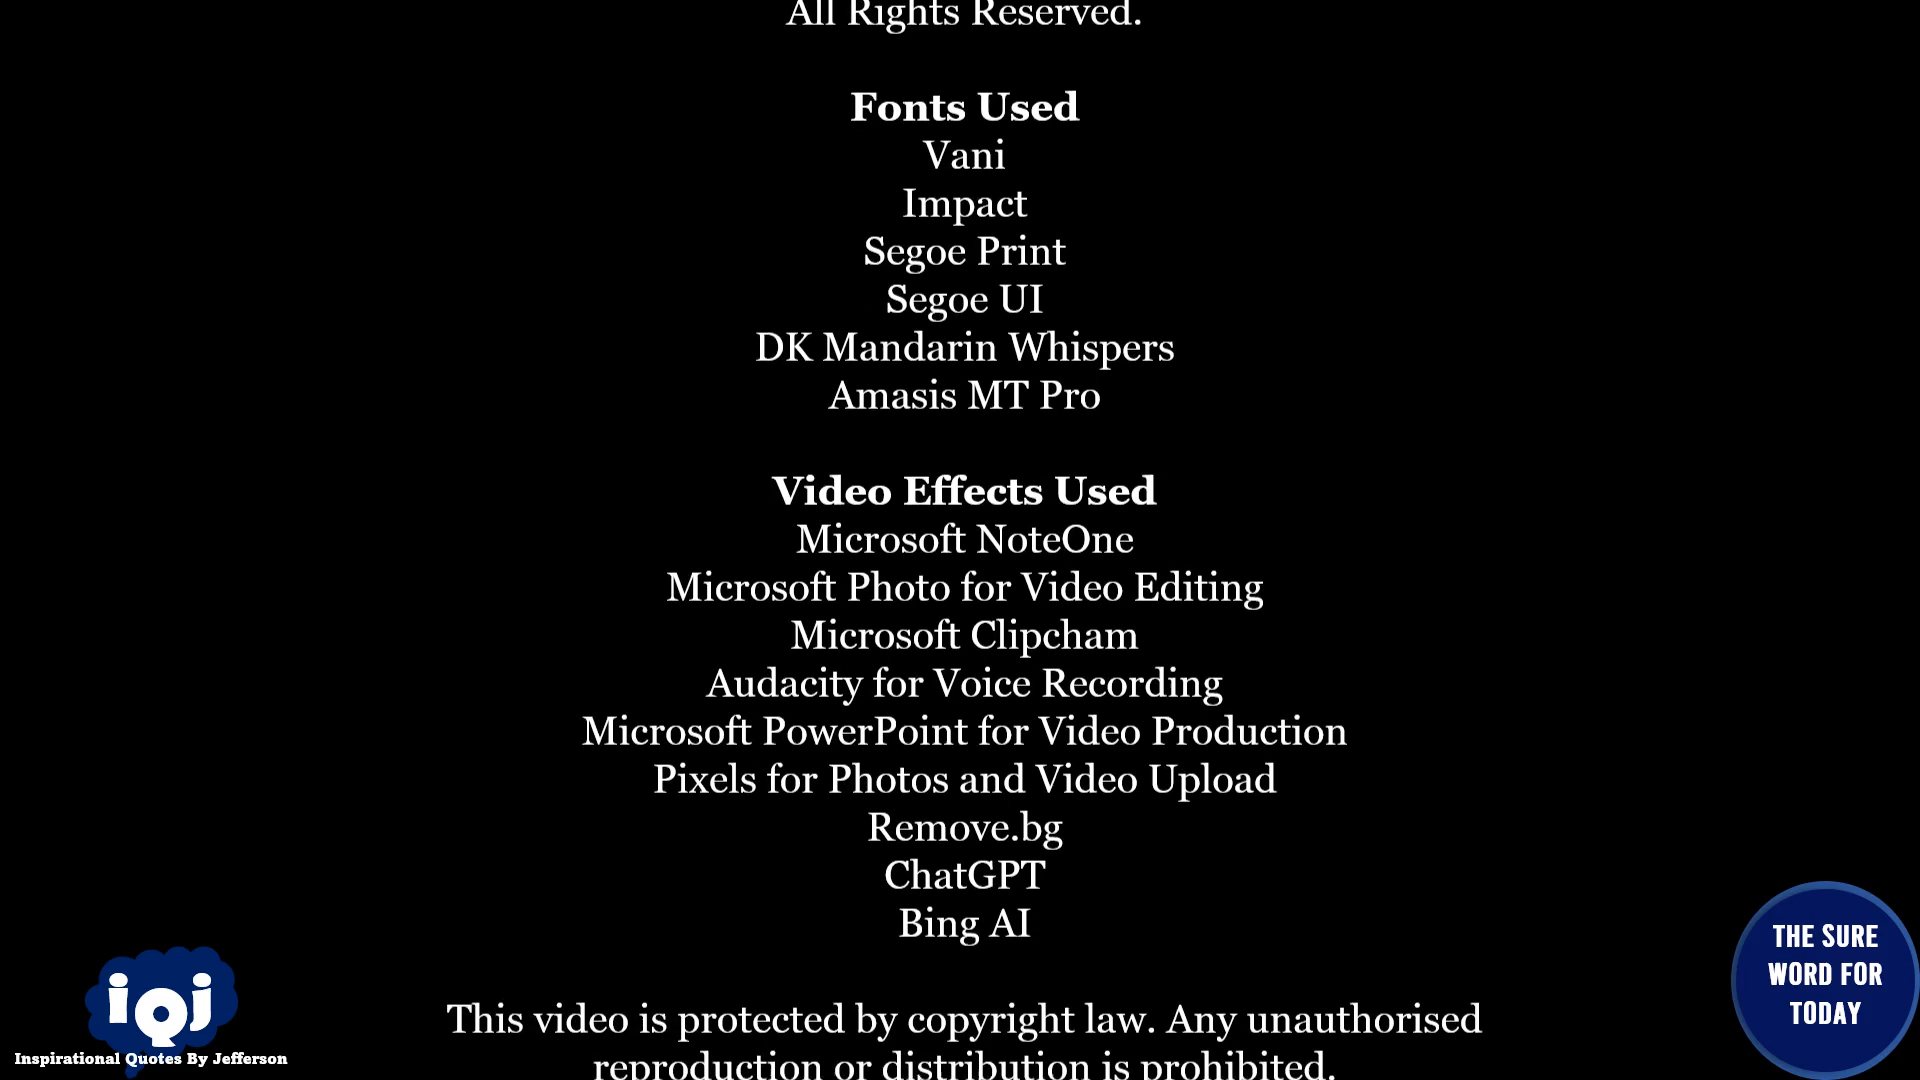 All Rights Reserved.
Fonts Used
Vani
Impact
Segoe Print
Segoe UI
DK Mandarin Whispers
Amasis MT Pro
Video Effects Used
Microsoft NoteOne
Microsoft Photo for Video Editing
Microsoft Clipcham
Audacity for Voice Recording
Microsoft PowerPoint for Video Production
Pixels for Photos and Video Upload
Remove.bg
ChatGPT
Bing AI
This video is protected by copyright law. Any unauthorised
reproduction or distribution is prohibited.
iQj
Inspirational Quotes By Jefferson
THE SURE
WORD FOR
TODAY